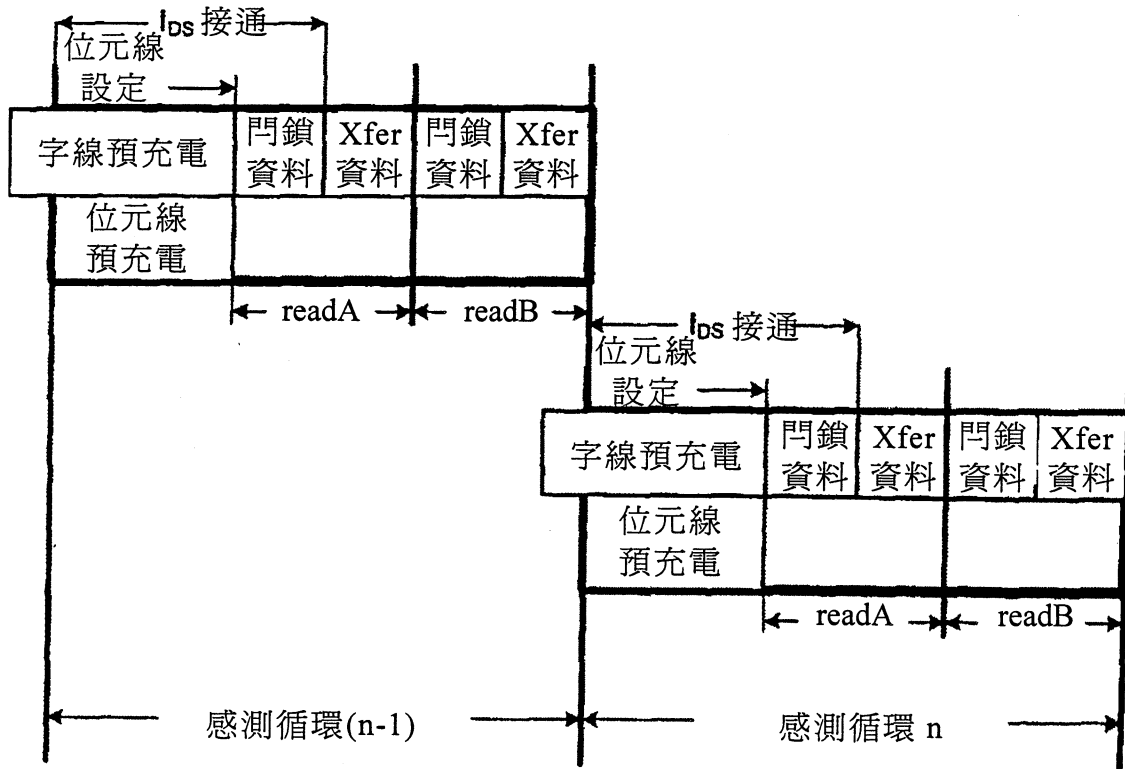 I_DS 接通
位元線
設定
字線預充電
閂鎖
資料
Xfer
資料
閂鎖
資料
Xfer
資料
位元線
預充電
readA
readB
I_DS 接通
位元線
設定
字線預充電
閂鎖
資料
Xfer
資料
閂鎖
資料
Xfer
資料
位元線
預充電
readA
readB
感測循環(n-1)
感測循環 n